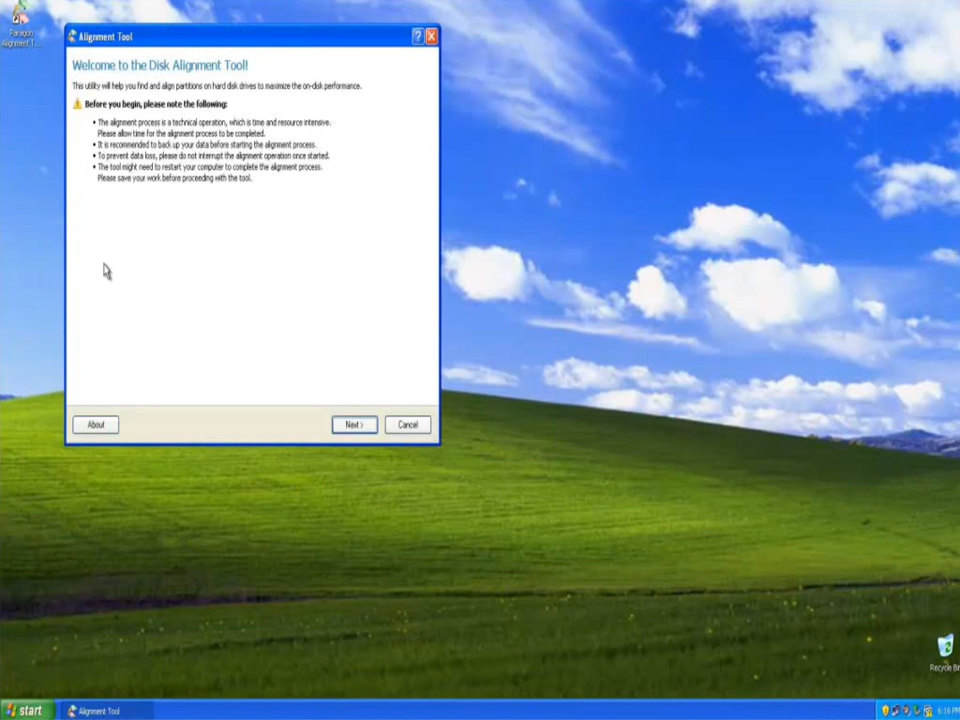 Paragon
Alignment T...
Alignment Tool
Welcome to the Disk Alignment Tool!
This utility will help you find and align partitions on hard disk drives to maximize the on-disk performance.
Before you begin, please note the following:
• The alignment process is a technical operation, which is time and resource intensive.
Please allow time for the alignment process to be completed.
• It is recommended to back up your data before starting the alignment process.
• To prevent data loss, please do not interrupt the alignment operation once started.
• The tool might need to restart your computer to complete the alignment process.
Please save your work before proceeding with the tool.
About
Next >
Cancel
Recycle Bin
start
Alignment Tool
6:16 PM